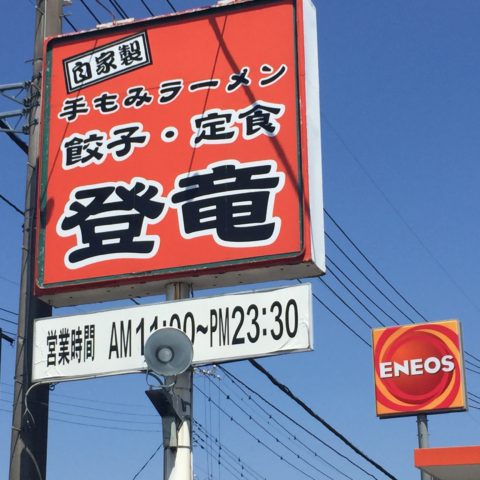 自家製
手もみラーメン
餃子・定食
登竜
営業時間 AM11:00~PM23:30
ENEOS